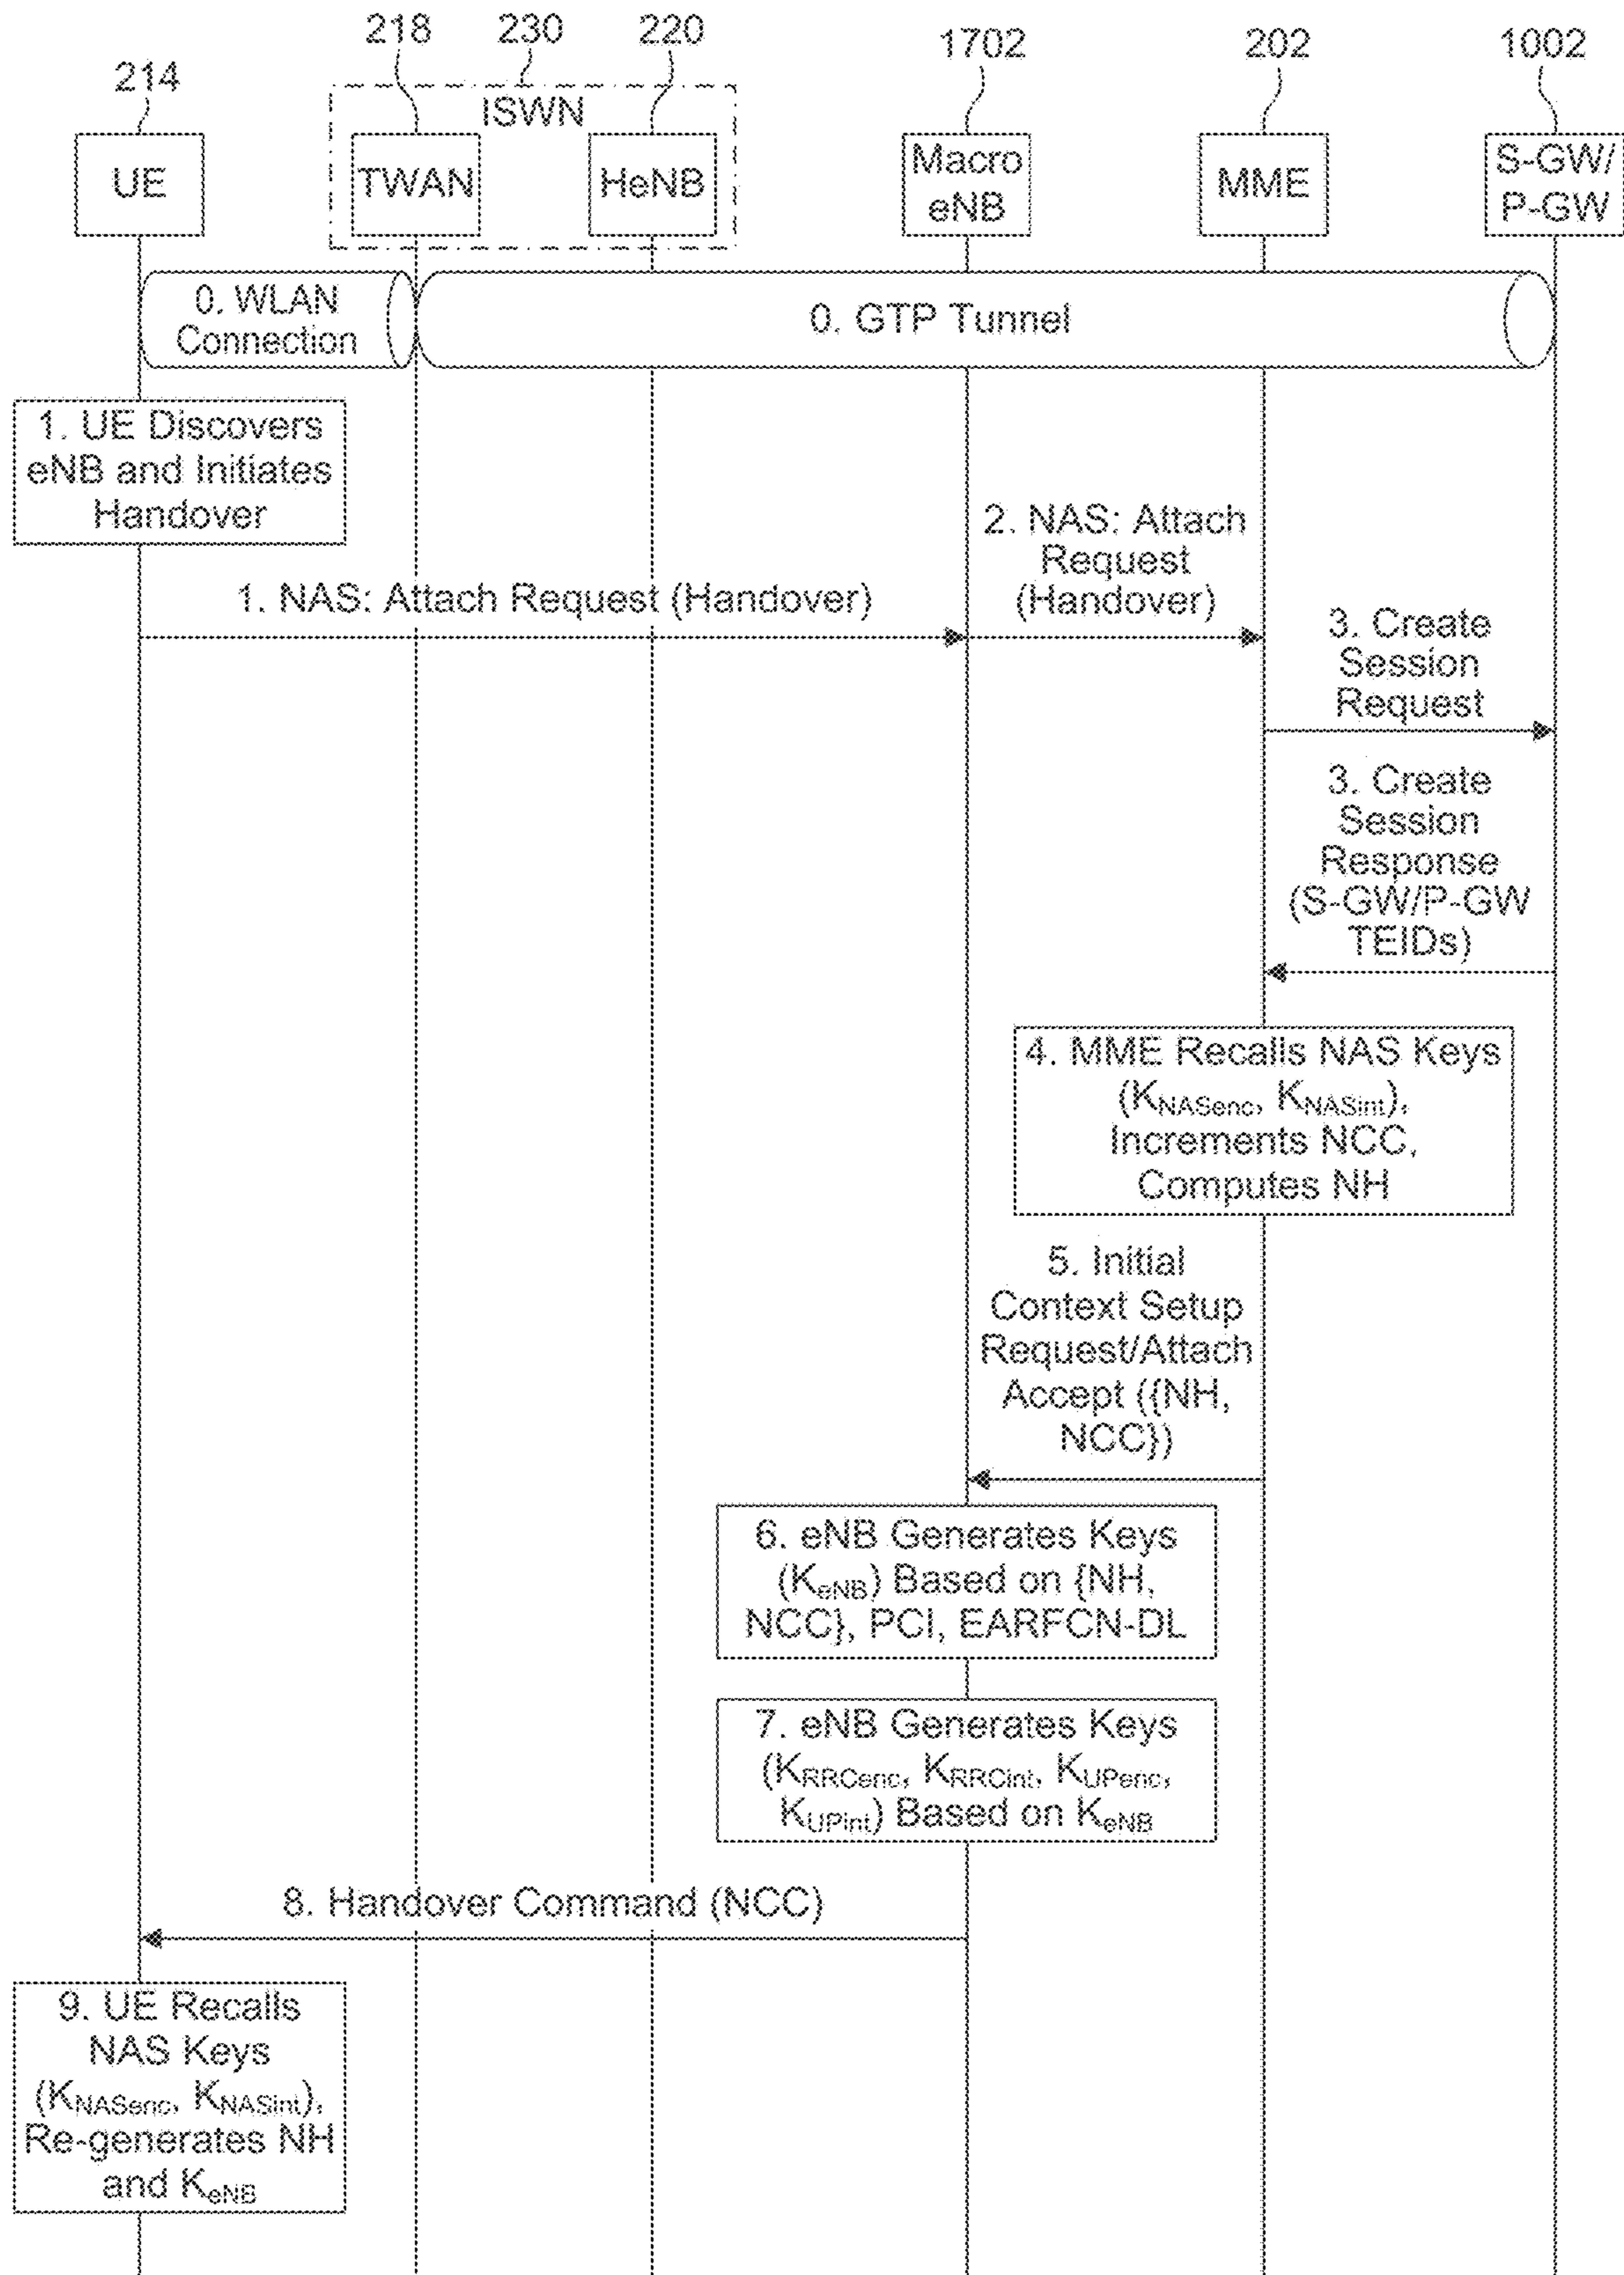 218
230
220
1702
202
1002
214
ISWN
UE
TWAN
HeNB
Macro
eNB
MME
S-GW/
P-GW
0. WLAN
Connection
0. GTP Tunnel
1. UE Discovers
eNB and Initiates
Handover
1. NAS: Attach Request (Handover)
2. NAS: Attach
Request
(Handover)
3. Create
Session
Request
3. Create
Session
Response
(S-GW/P-GW
TEIDs)
4. MME Recalls NAS Keys
(KNASenc, KNASint),
Increments NCC,
Computes NH
5. Initial
Context Setup
Request/Attach
Accept ({NH,
NCC})
6. eNB Generates Keys
(KeNB) Based on {NH,
NCC}, PCI, EARFCN-DL
7. eNB Generates Keys
(KRRCenc, KRRCint, KUPenc,
KUPint) Based on KeNB
8. Handover Command (NCC)
9. UE Recalls
NAS Keys
(KNASenc, KNASint),
Re-generates NH
and KeNB